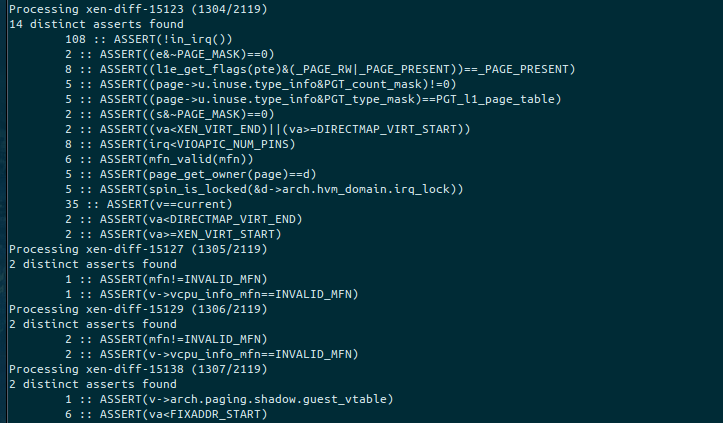 Processing xen-diff-15123 (1304/2119)
14 distinct asserts found
108 :: ASSERT(!in_irq())
2 :: ASSERT((e&~PAGE_MASK)==0)
8 :: ASSERT((l1e_get_flags(pte)&(_PAGE_RW|_PAGE_PRESENT))==_PAGE_PRESENT)
5 :: ASSERT((page->u.inuse.type_info&PGT_count_mask)!=0)
5 :: ASSERT((page->u.inuse.type_info&PGT_type_mask)==PGT_l1_page_table)
2 :: ASSERT((s&~PAGE_MASK)==0)
2 :: ASSERT((va<XEN_VIRT_END)||(va>=DIRECTMAP_VIRT_START))
8 :: ASSERT(irq<VIOAPIC_NUM_PINS)
6 :: ASSERT(mfn_valid(mfn))
5 :: ASSERT(page_get_owner(page)==d)
5 :: ASSERT(spin_is_locked(&d->arch.hvm_domain.irq_lock))
35 :: ASSERT(v==current)
2 :: ASSERT(va<DIRECTMAP_VIRT_END)
2 :: ASSERT(va>=XEN_VIRT_START)
Processing xen-diff-15127 (1305/2119)
2 distinct asserts found
1 :: ASSERT(mfn!=INVALID_MFN)
1 :: ASSERT(v->vcpu_info_mfn==INVALID_MFN)
Processing xen-diff-15129 (1306/2119)
2 distinct asserts found
2 :: ASSERT(mfn!=INVALID_MFN)
2 :: ASSERT(v->vcpu_info_mfn==INVALID_MFN)
Processing xen-diff-15138 (1307/2119)
2 distinct asserts found
1 :: ASSERT(v->arch.paging.shadow.guest_vtable)
6 :: ASSERT(va<FIXADDR_START)